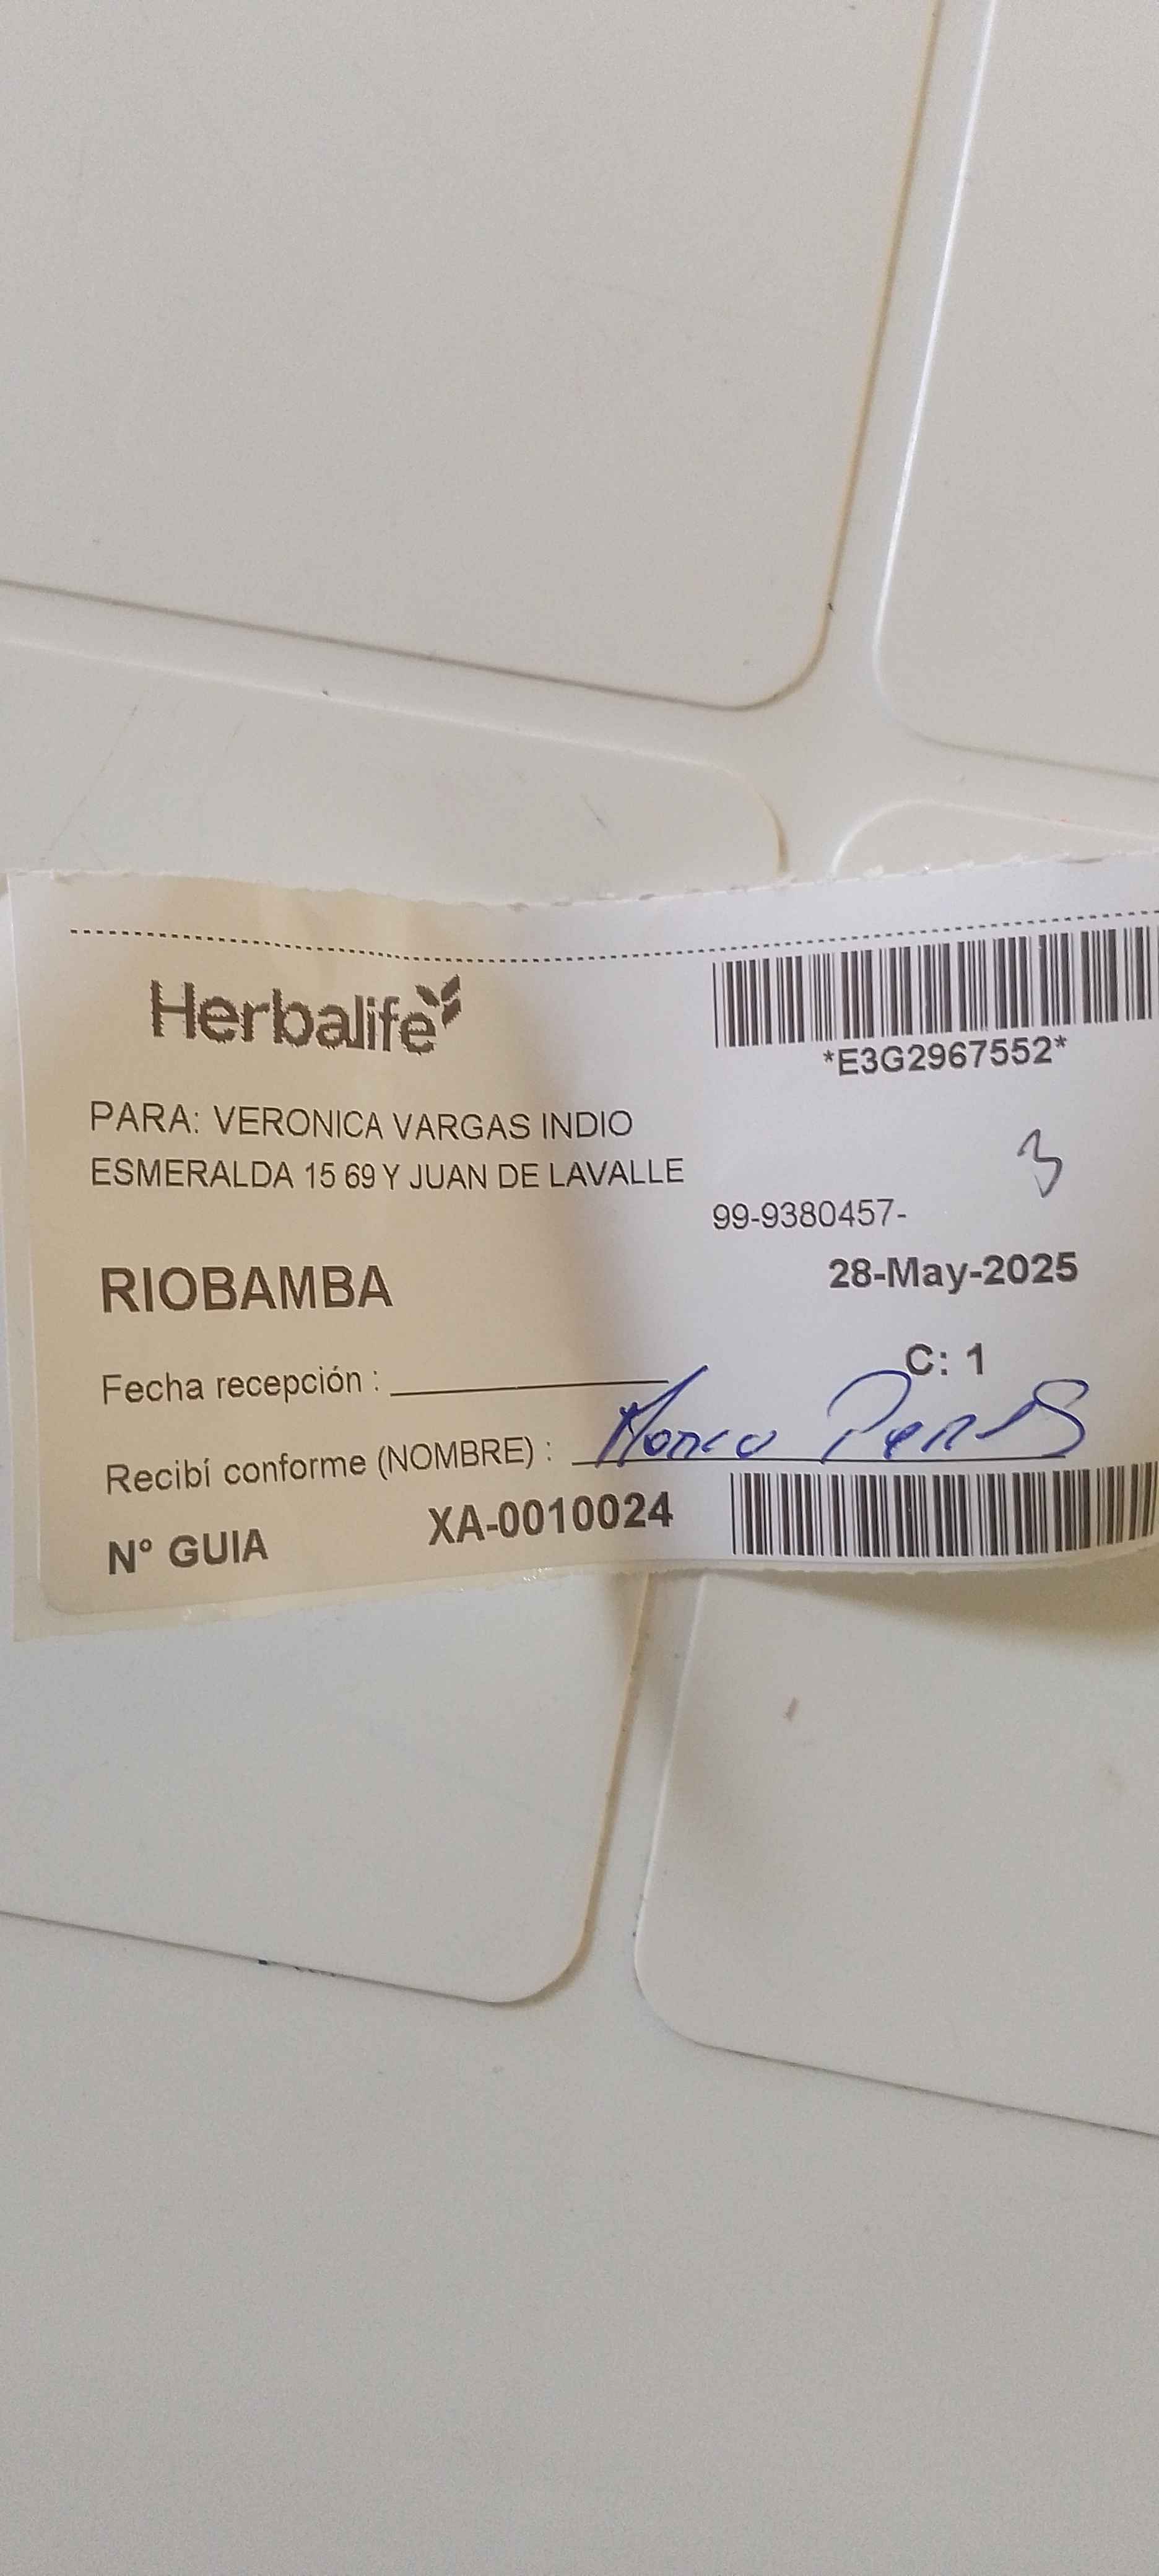 Herbalife
*E3G2967552*
PARA: VERONICA VARGAS INDIO
ESMERALDA 15 69 Y JUAN DE LAVALLE
3
99-9380457-
RIOBAMBA
28-May-2025
C: 1
Fecha recepción :
Recibí conforme (NOMBRE) :
N° GUIA XA-0010024